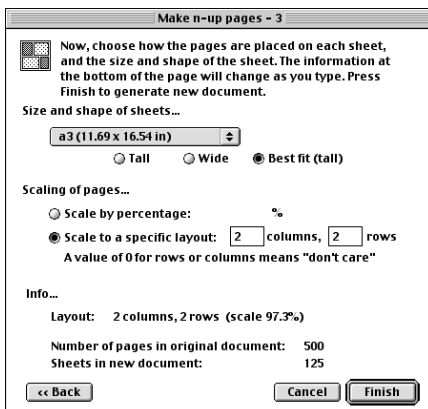 Make n-up pages - 3
Now, choose how the pages are placed on each sheet,
and the size and shape of the sheet. The information at
the bottom of the page will change as you type. Press
Finish to generate new document.
Size and shape of sheets...
a3 (11.69 x 16.54 in)
Tall Wide Best fit (tall)
Scaling of pages...
Scale by percentage: %
Scale to a specific layout: 2 columns, 2 rows
A value of 0 for rows or columns means "don't care"
Info...
Layout: 2 columns, 2 rows (scale 97.3%)
Number of pages in original document: 500
Sheets in new document: 125
<< Back Cancel Finish